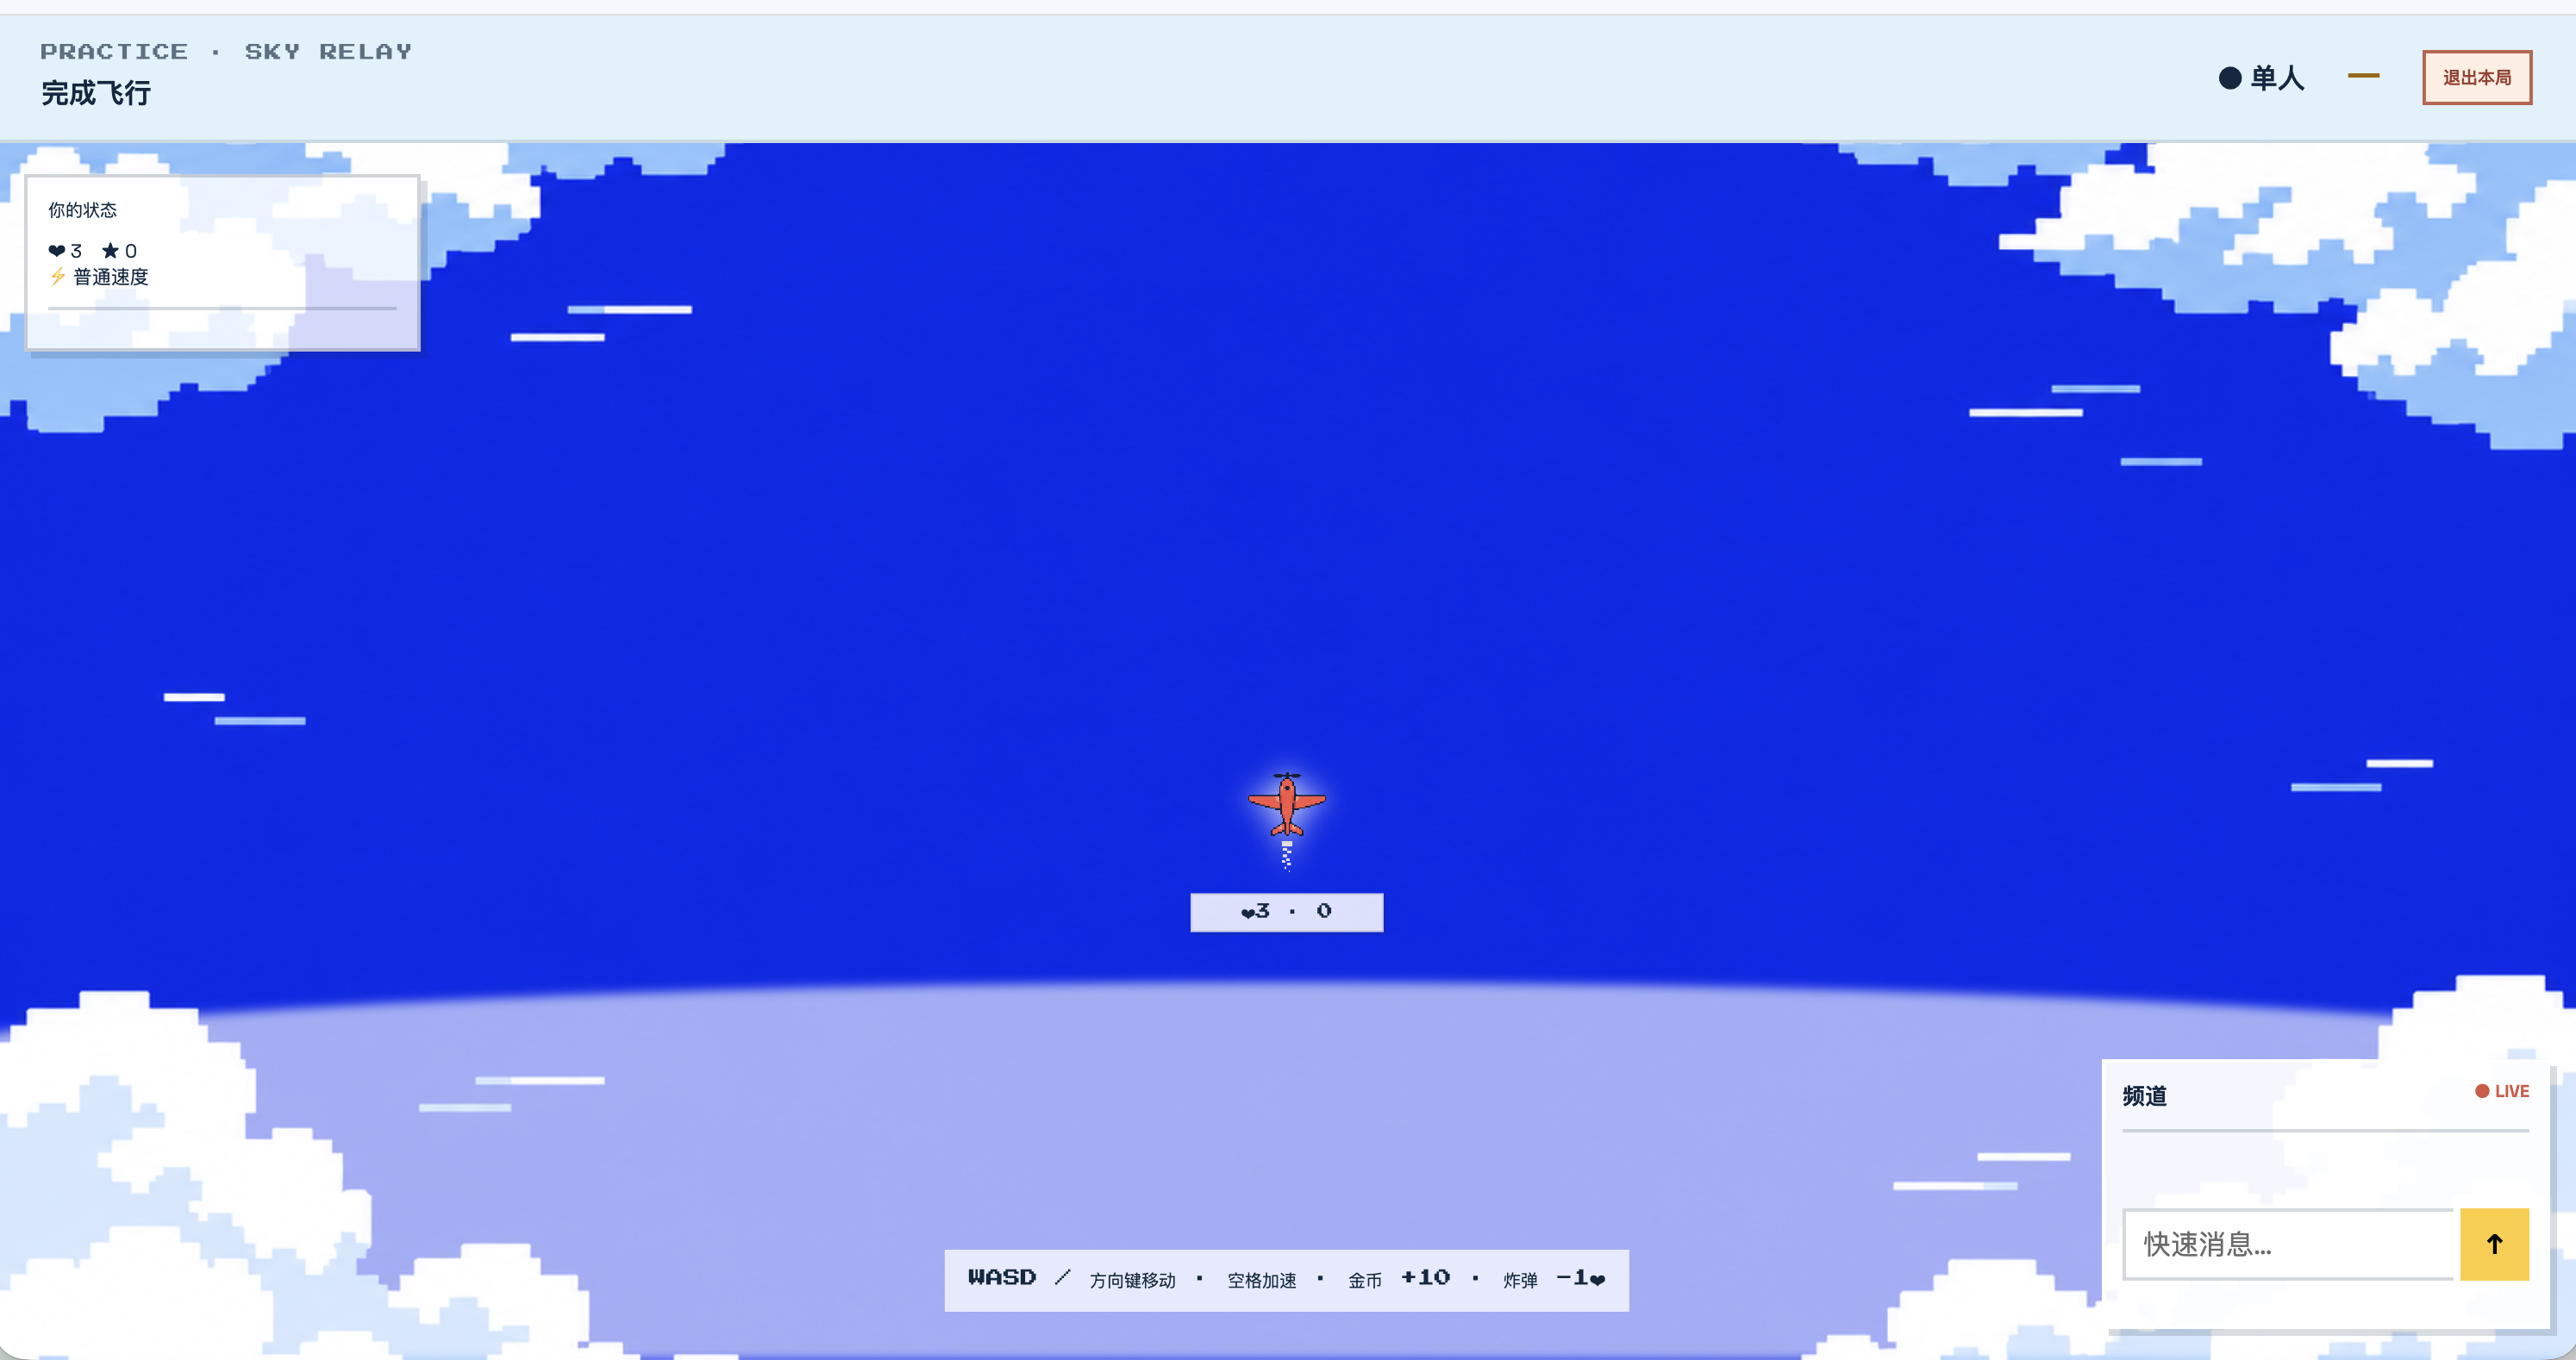 PRACTICE · SKY RELAY
完成飞行
● 单人 —
退出本局
你的状态
❤3 ★0
⚡ 普通速度
❤3 · 0
频道
● LIVE
快速消息...
↑
WASD / 方向键移动 · 空格加速 · 金币 +10 · 炸弹 -1❤